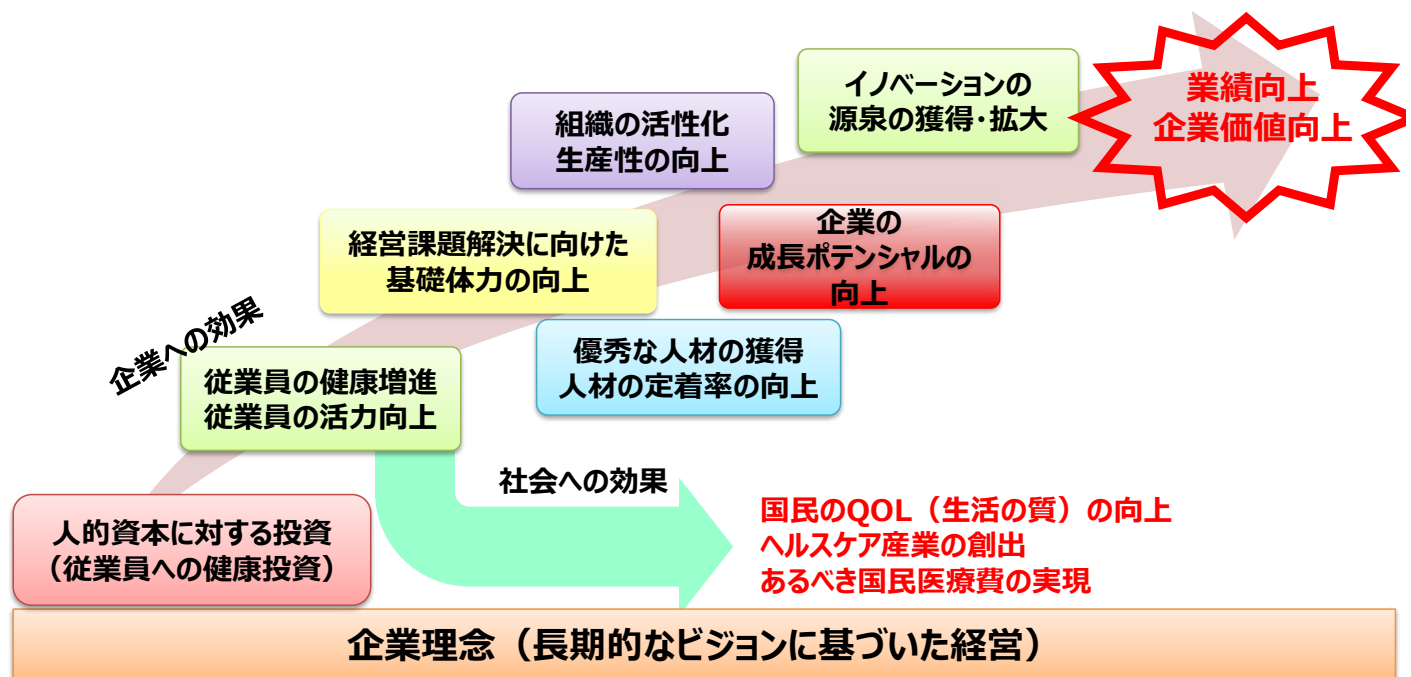 イノベーションの
源泉の獲得・拡大
業績向上
企業価値向上
組織の活性化
生産性の向上
経営課題解決に向けた
基礎体力の向上
企業の
成長ポテンシャルの
向上
企業への効果
優秀な人材の獲得
人材の定着率の向上
従業員の健康増進
従業員の活力向上
社会への効果
人的資本に対する投資
（従業員への健康投資）
国民のQOL（生活の質）の向上
ヘルスケア産業の創出
あるべき国民医療費の実現
企業理念（長期的なビジョンに基づいた経営）